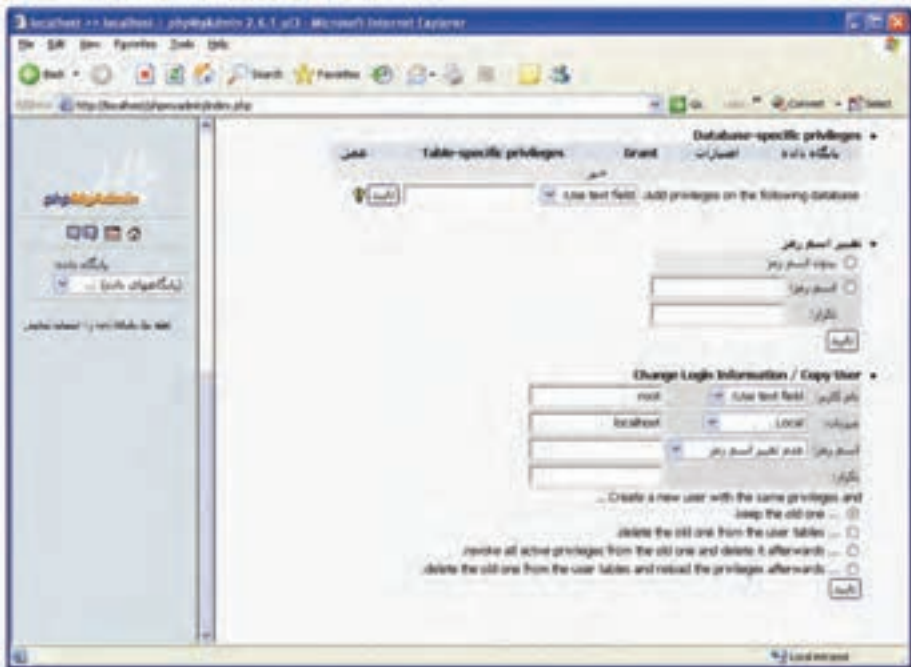 localhost >> localhost | phpMyAdmin 2.6.1-pl3 - Microsoft Internet Explorer
File Edit View Favorites Tools Help
Back Search Favorites
http://localhost/phpmyadmin/index.php Go Convert Select
phpMyAdmin
پایگاه داده:
(پایگاههای داده) ...
Database-specific privileges
پایگاه داده اختیارات Grant Table-specific privileges عمل
خیر
Add privileges on the following database: Use text field: تایید
تغییر اسم رمز
بدون اسم رمز
اسم رمز:
تکرار:
تایید
Change Login Information / Copy User
نام کاربر: Use text field: root
میزبان: Local localhost
اسم رمز: عدم تغییر اسم رمز
تکرار:
Create a new user with the same privileges and ...
... keep the old one.
... delete the old one from the user tables.
... revoke all active privileges from the old one and delete it afterwards.
... delete the old one from the user tables and reload the privileges afterwards.
تایید
Local intranet